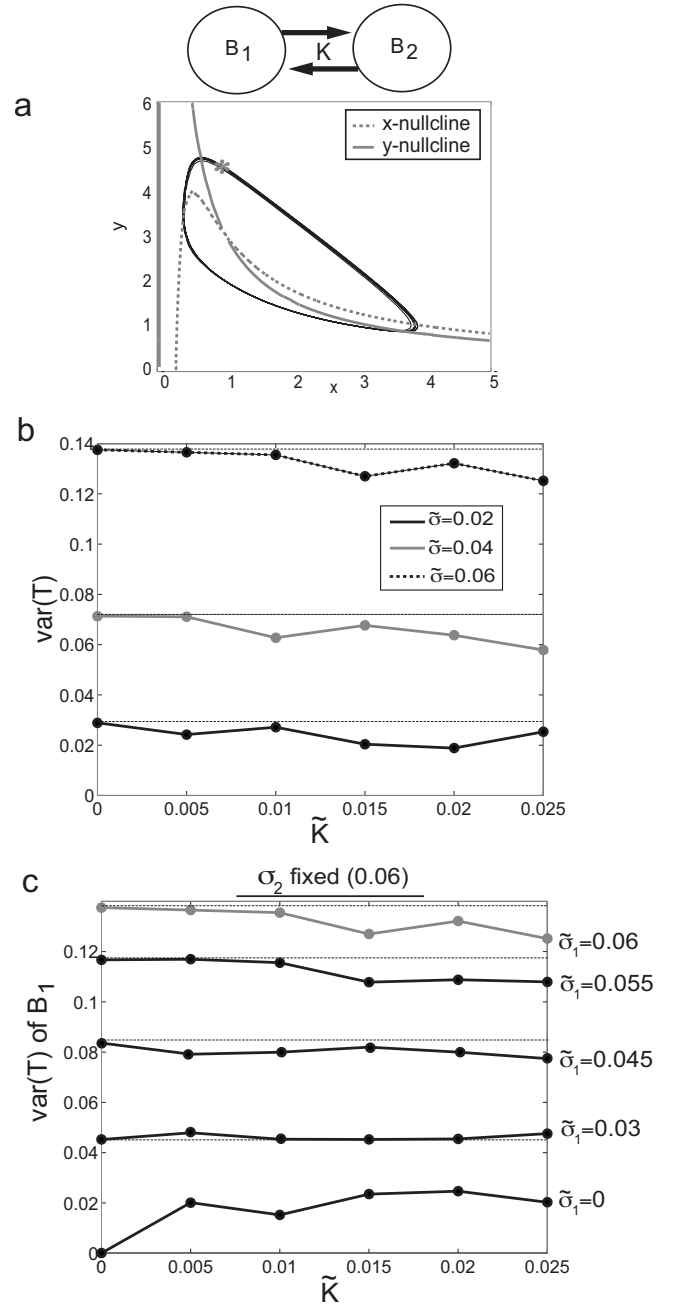 B1 K B2
a
x-nullcline
y-nullcline
6
5
4
3
2
1
0
y
0 1 2 3 4 5
x
b
0.14
0.12
0.1
0.08
0.06
0.04
0.02
0
var(T)
σ̃=0.02
σ̃=0.04
σ̃=0.06
0 0.005 0.01 0.015 0.02 0.025
K̃
c
σ2 fixed (0.06)
0.12
0.1
0.08
0.06
0.04
0.02
0
var(T) of B1
σ̃1=0.06
σ̃1=0.055
σ̃1=0.045
σ̃1=0.03
σ̃1=0
0 0.005 0.01 0.015 0.02 0.025
K̃